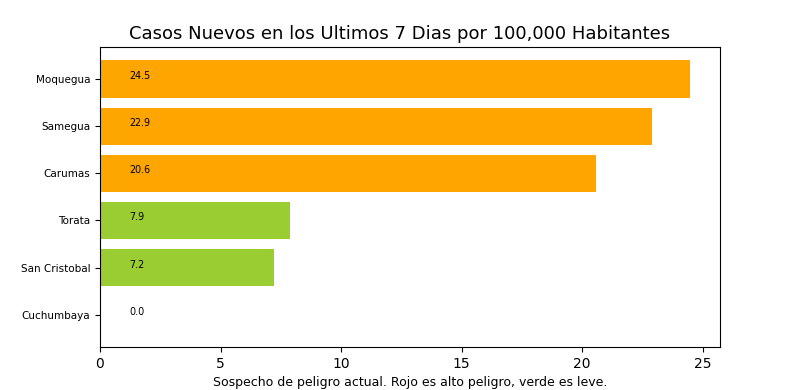 Casos Nuevos en los Ultimos 7 Dias por 100,000 Habitantes
Moquegua 24.5
Samegua 22.9
Carumas 20.6
Torata 7.9
San Cristobal 7.2
Cuchumbaya 0.0
0 5 10 15 20 25
Sospecho de peligro actual. Rojo es alto peligro, verde es leve.